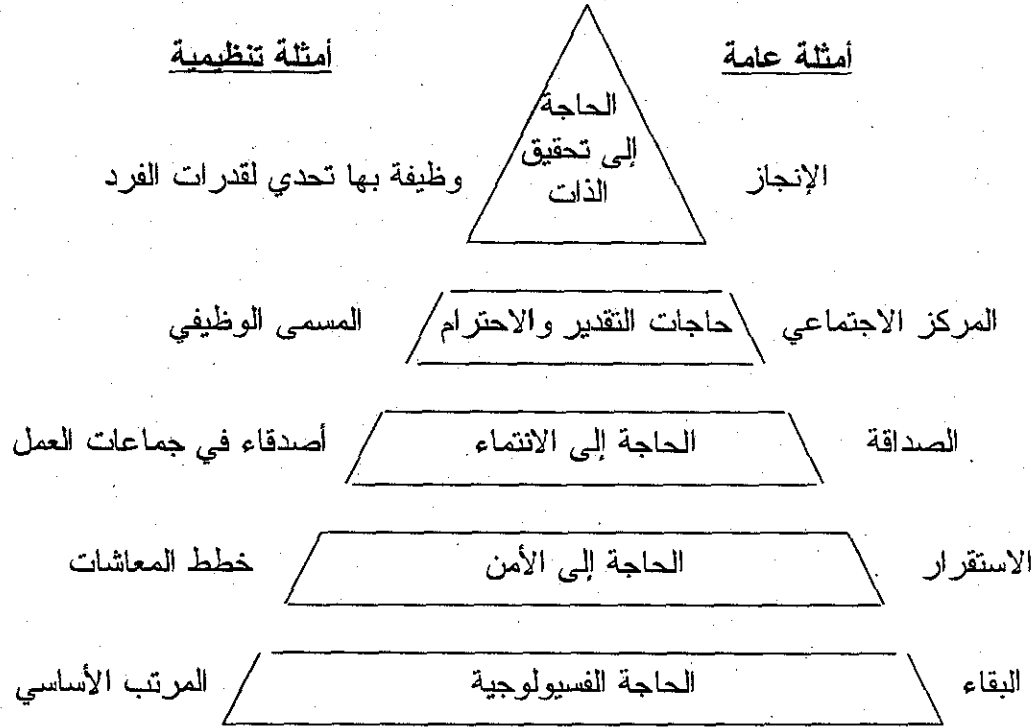 أمثلة عامة
أمثلة تنظيمية
الحاجة
إلى تحقيق
الذات
الإنجاز
وظيفة بها تحدي لقدرات الفرد
المركز الاجتماعي
حاجات التقدير والاحترام
المسمى الوظيفي
الصداقة
الحاجة إلى الانتماء
أصدقاء في جماعات العمل
الاستقرار
الحاجة إلى الأمن
خطط المعاشات
البقاء
الحاجة الفسيولوجية
المرتب الأساسي